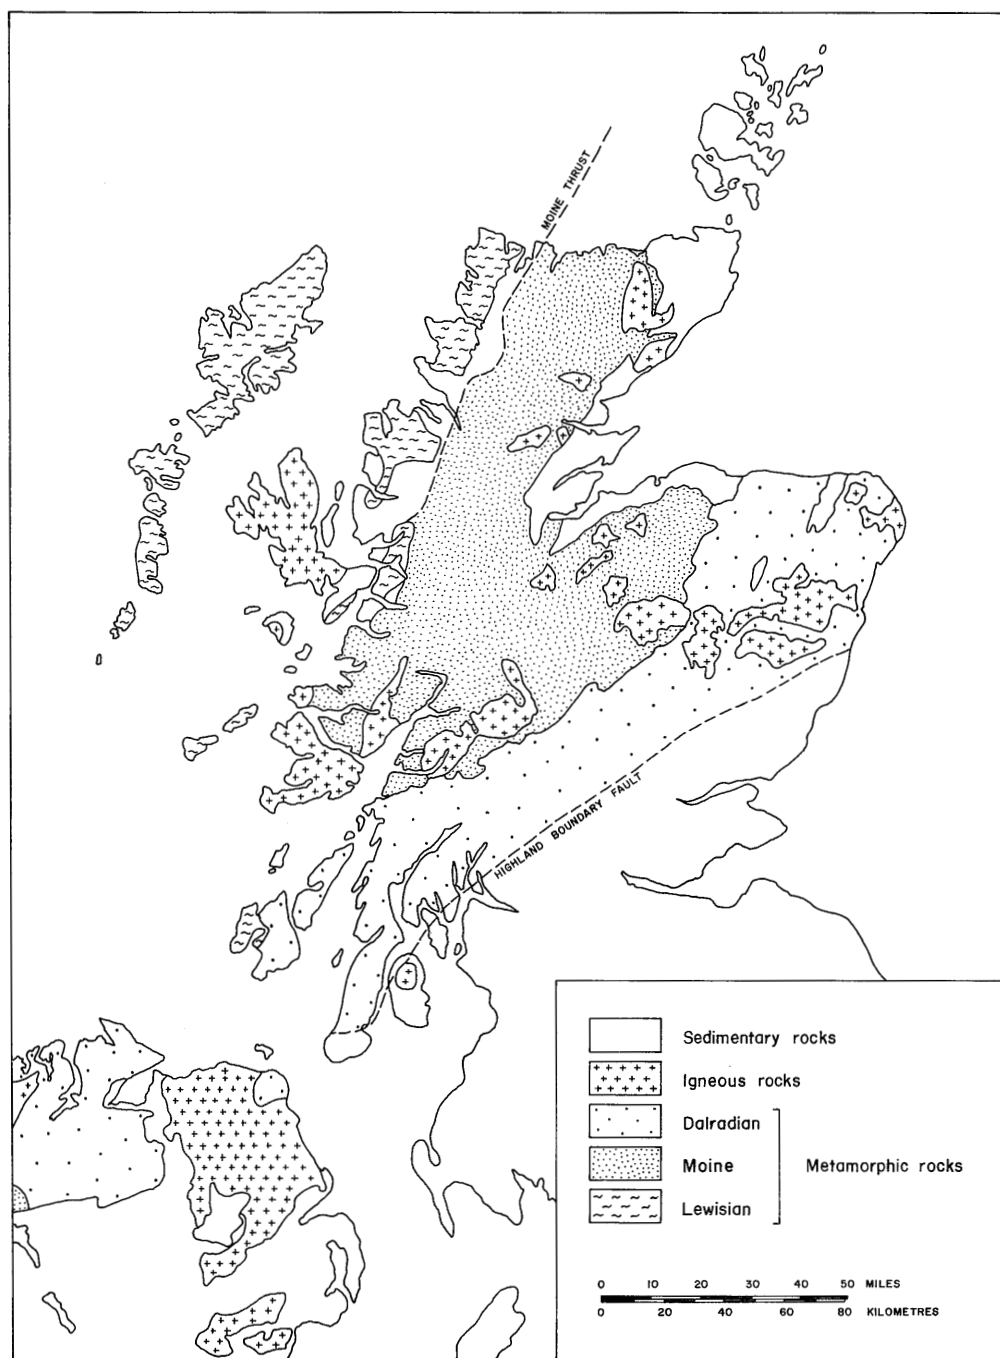 MOINE THRUST
HIGHLAND BOUNDARY FAULT
Sedimentary rocks
Igneous rocks
Dalradian
Moine
Metamorphic rocks
Lewisian
0 10 20 30 40 50 MILES
0 20 40 60 80 KILOMETRES